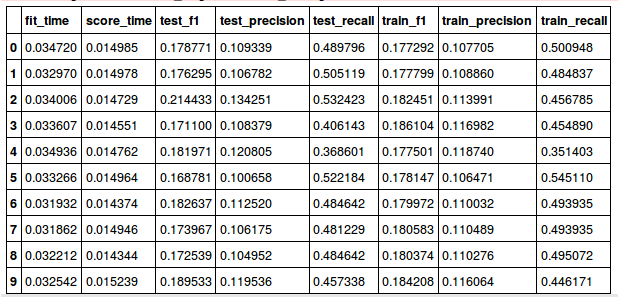 fit_time score_time test_f1 test_precision test_recall train_f1 train_precision train_recall
0 0.034720 0.014985 0.178771 0.109339 0.489796 0.177292 0.107705 0.500948
1 0.032970 0.014978 0.176295 0.106782 0.505119 0.177799 0.108860 0.484837
2 0.034006 0.014729 0.214433 0.134251 0.532423 0.182451 0.113991 0.456785
3 0.033607 0.014551 0.171100 0.108379 0.406143 0.186104 0.116982 0.454890
4 0.034936 0.014762 0.181971 0.120805 0.368601 0.177501 0.118740 0.351403
5 0.033266 0.014964 0.168781 0.100658 0.522184 0.178147 0.106471 0.545110
6 0.031932 0.014374 0.182637 0.112520 0.484642 0.179972 0.110032 0.493935
7 0.031862 0.014946 0.173967 0.106175 0.481229 0.180583 0.110489 0.493935
8 0.032212 0.014344 0.172539 0.104952 0.484642 0.180374 0.110276 0.495072
9 0.032542 0.015239 0.189533 0.119536 0.457338 0.184208 0.116064 0.446171